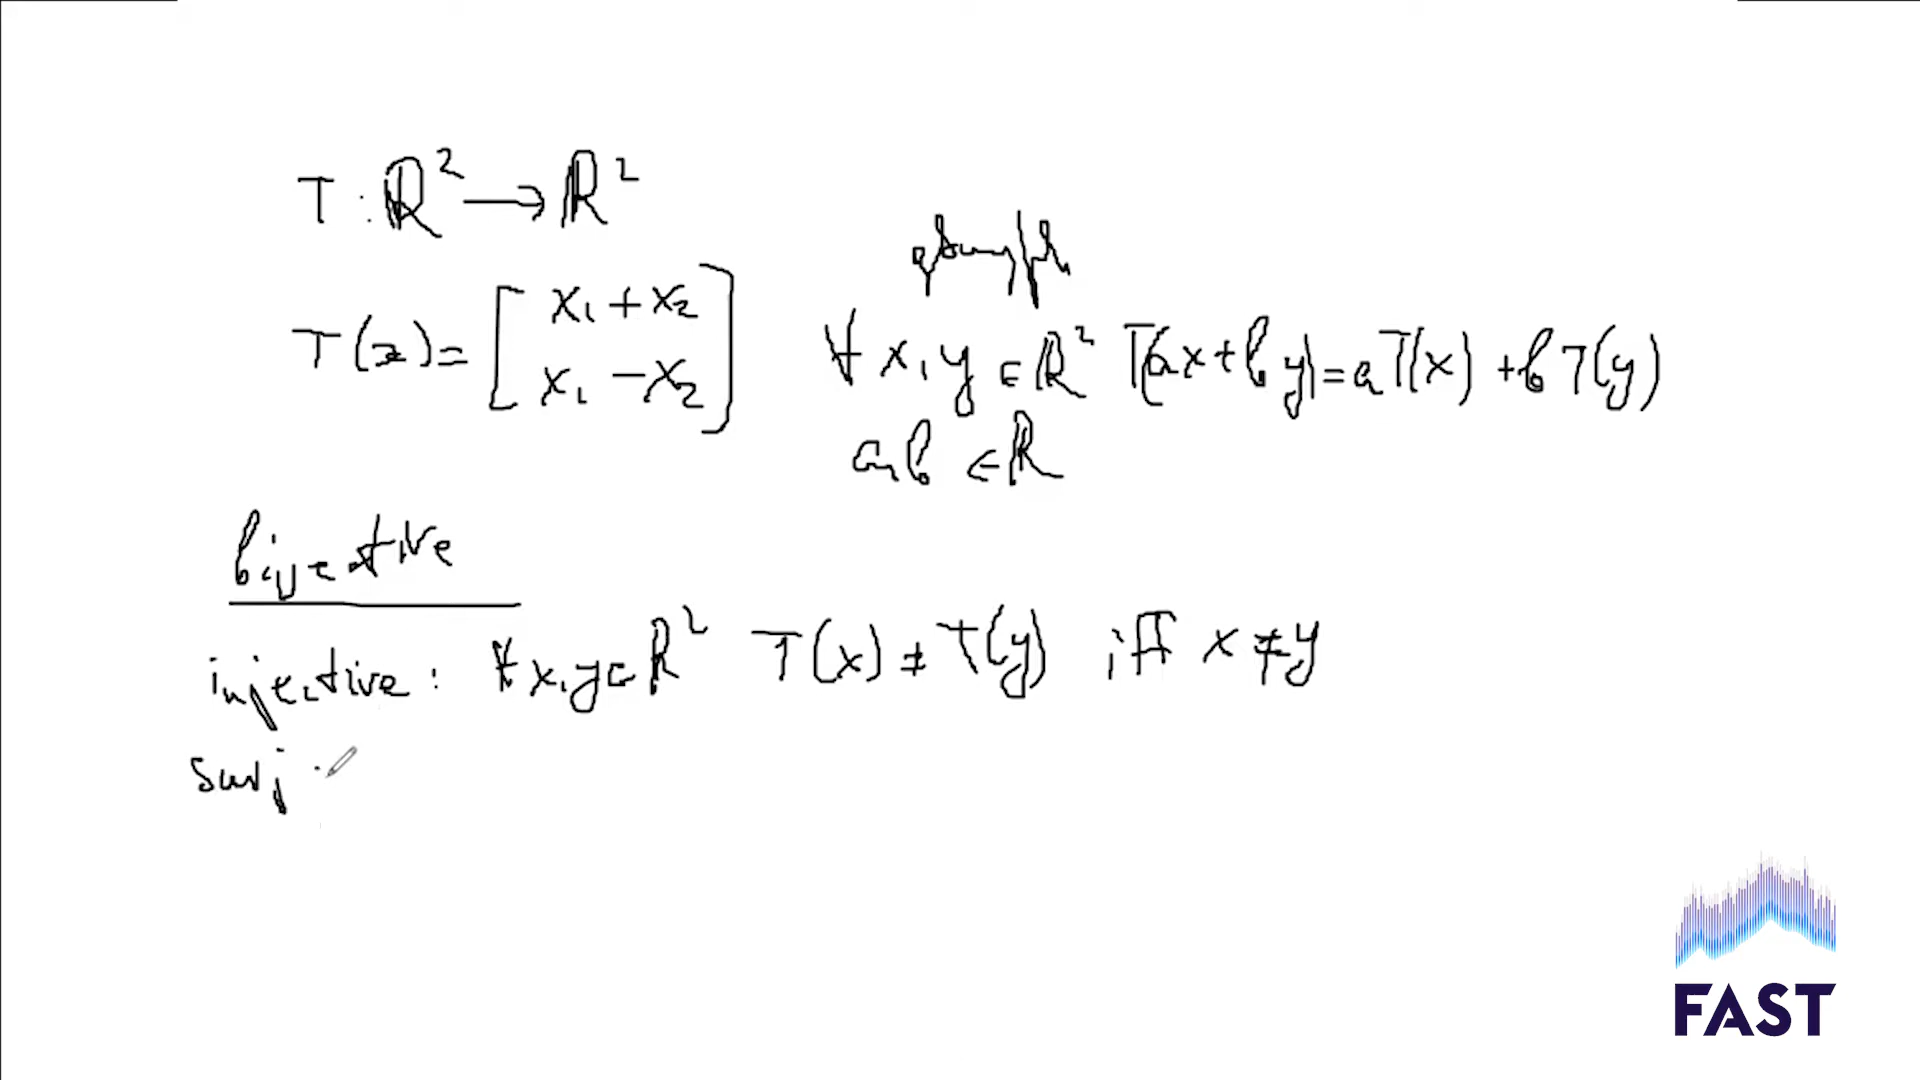 T : ℝ² → ℝ²
T(x) = [ x₁ + x₂
x₁ − x₂ ]
∀ x, y ∈ ℝ² T(ax + by) = aT(x) + bT(y)
a, b ∈ ℝ
bijective
injective : ∀ x, y ∈ ℝ² T(x) ≠ T(y) iff x ≠ y
surj :
FAST